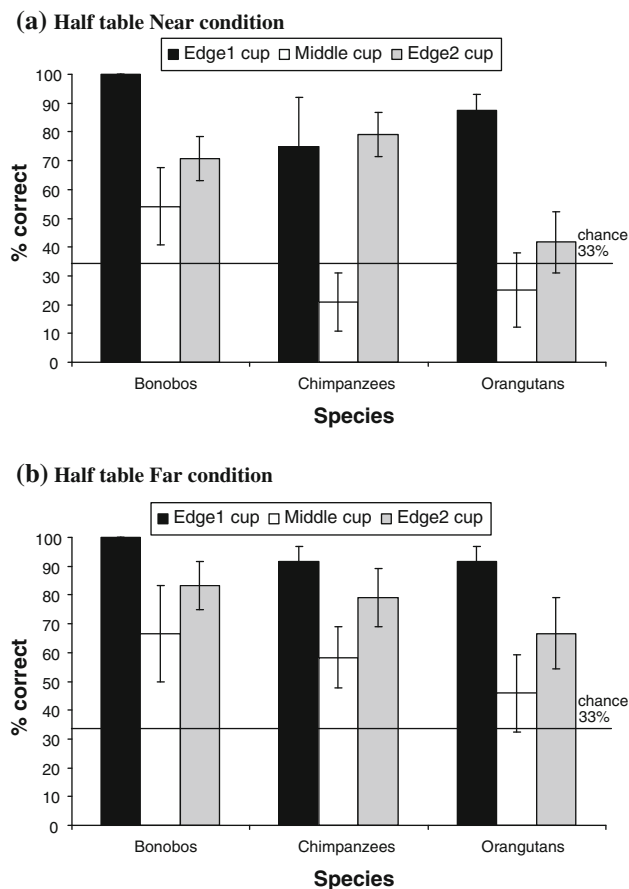 (a) Half table Near condition
Edge1 cup Middle cup Edge2 cup
100
90
80
70
60
50
40
30
20
10
0
% correct
chance
33%
Bonobos Chimpanzees Orangutans
Species
(b) Half table Far condition
Edge1 cup Middle cup Edge2 cup
100
90
80
70
60
50
40
30
20
10
0
% correct
chance
33%
Bonobos Chimpanzees Orangutans
Species